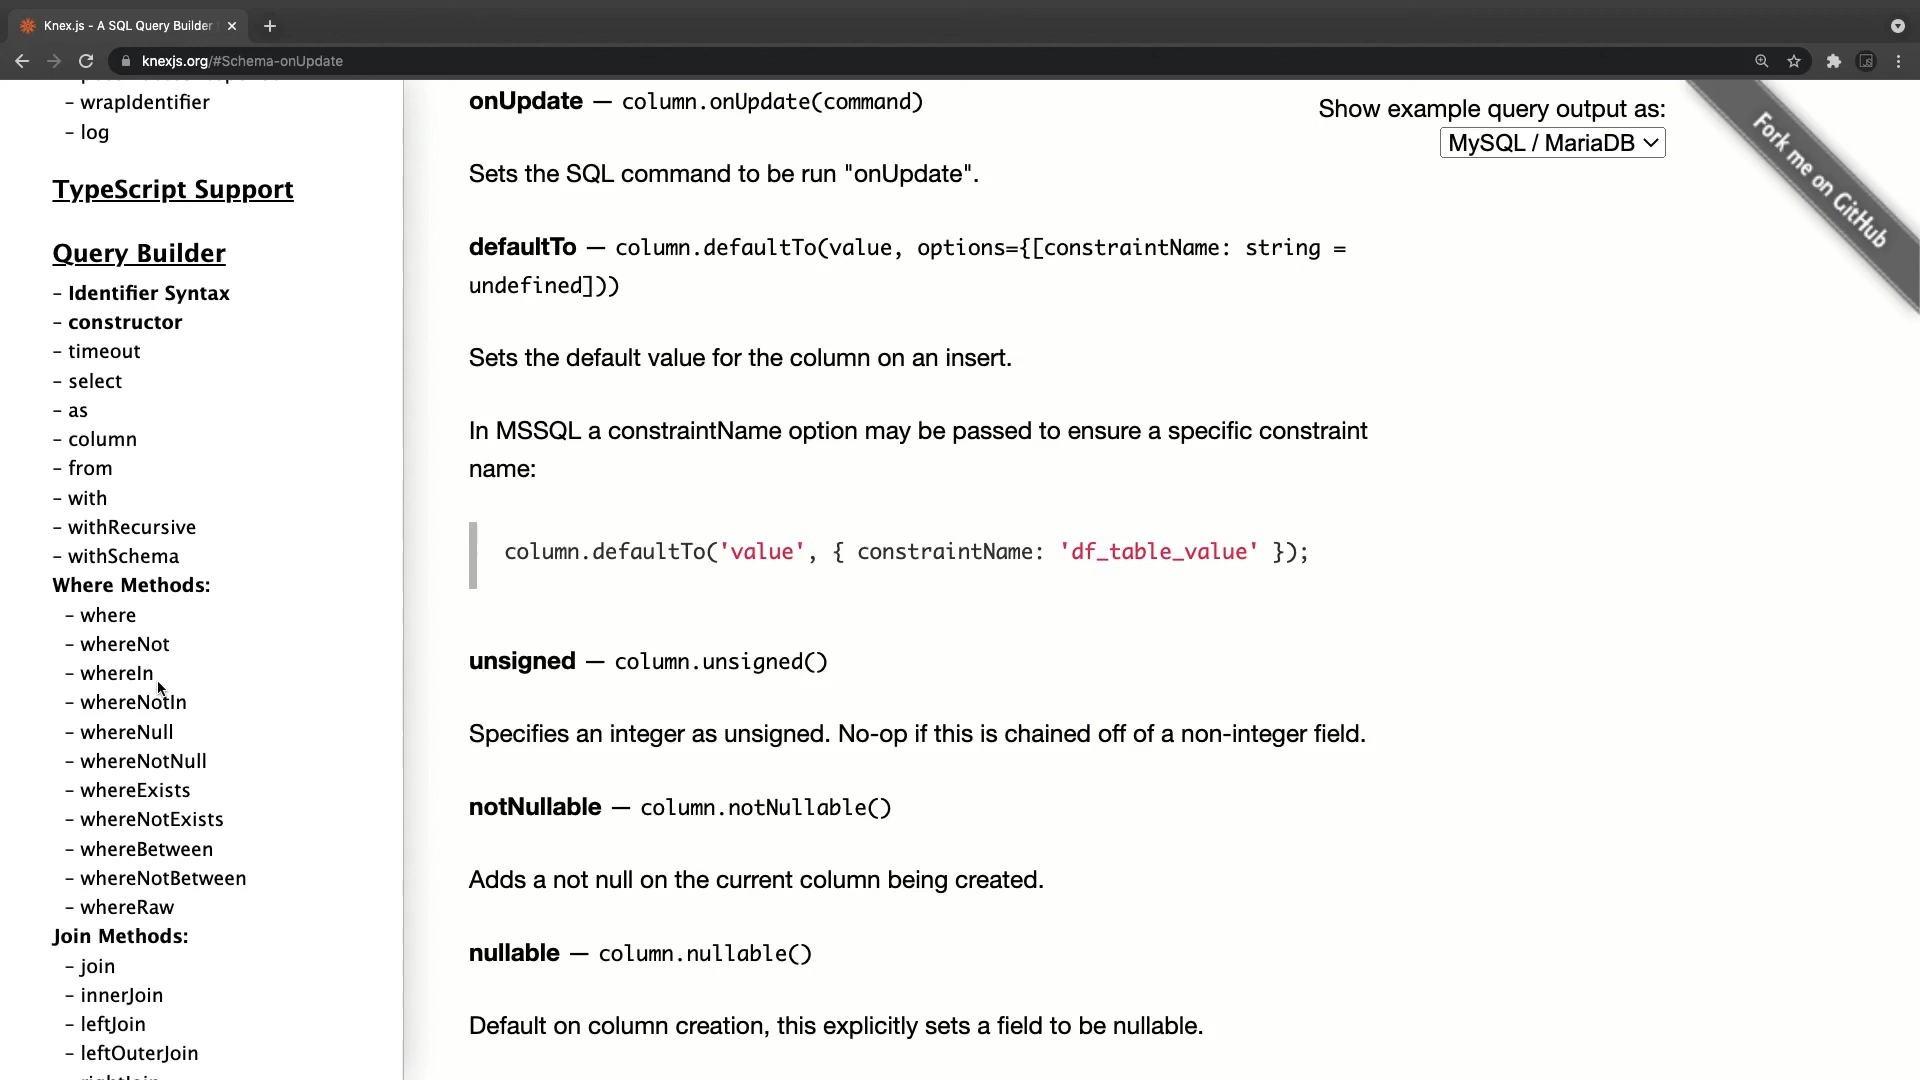 Knex.js - A SQL Query Builder
knexjs.org/#Schema-onUpdate
- wrapIdentifier
- log
TypeScript Support
Query Builder
- Identifier Syntax
- constructor
- timeout
- select
- as
- column
- from
- with
- withRecursive
- withSchema
Where Methods:
- where
- whereNot
- whereIn
- whereNotIn
- whereNull
- whereNotNull
- whereExists
- whereNotExists
- whereBetween
- whereNotBetween
- whereRaw
Join Methods:
- join
- innerJoin
- leftJoin
- leftOuterJoin
- rightJoin
onUpdate — column.onUpdate(command)
Sets the SQL command to be run "onUpdate".
defaultTo — column.defaultTo(value, options={[constraintName: string =
undefined]))
Sets the default value for the column on an insert.
In MSSQL a constraintName option may be passed to ensure a specific constraint
name:
column.defaultTo('value', { constraintName: 'df_table_value' });
unsigned — column.unsigned()
Specifies an integer as unsigned. No-op if this is chained off of a non-integer field.
notNullable — column.notNullable()
Adds a not null on the current column being created.
nullable — column.nullable()
Default on column creation, this explicitly sets a field to be nullable.
Show example query output as:
MySQL / MariaDB
Fork me on GitHub